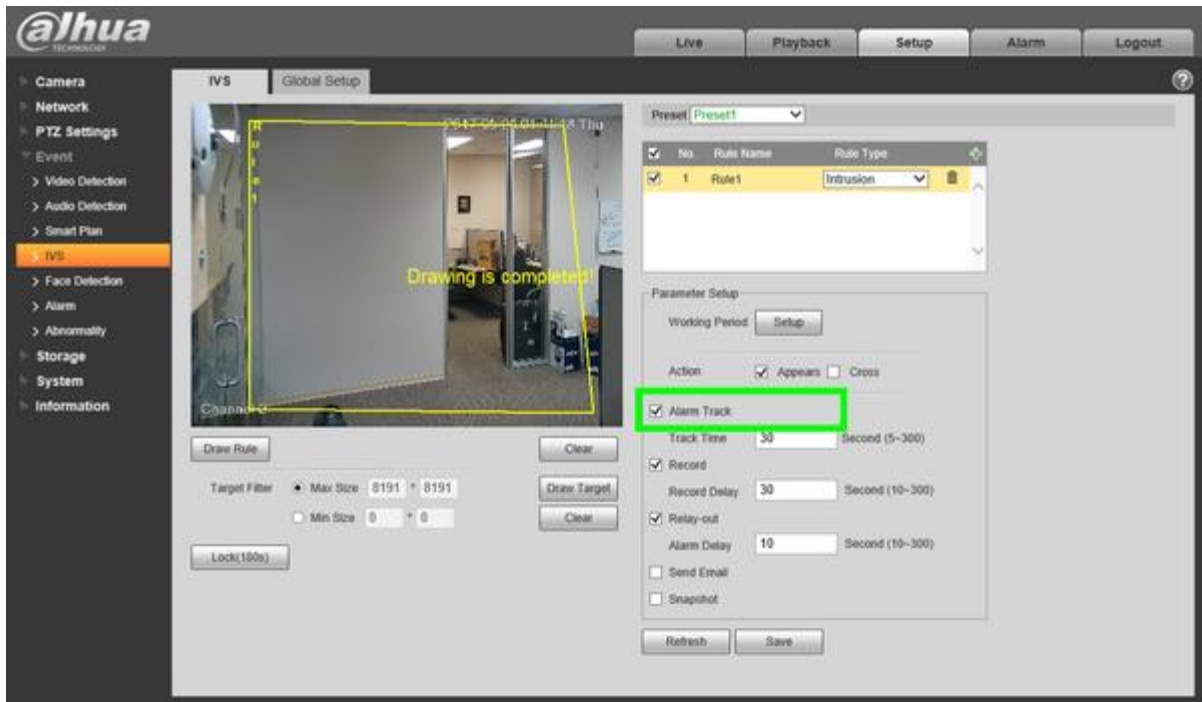 alhua
TECHNOLOGY
Live Playback Setup Alarm Logout
Camera
Network
PTZ Settings
Event
> Video Detection
> Audio Detection
> Smart Plan
> IVS
> Face Detection
> Alarm
> Abnormality
Storage
System
Information
IVS Global Setup
?
Rule1
Thu
Drawing is completed!
Channel
Draw Rule Clear
Target Filter Max Size 8191 * 8191 Draw Target
Min Size 0 * 0 Clear
Lock(180s)
Preset Preset1
No. Rule Name Rule Type
1 Rule1 Intrusion
Parameter Setup
Working Period Setup
Action Appears Cross
Alarm Track
Track Time 30 Second (5~300)
Record
Record Delay 30 Second (10~300)
Relay-out
Alarm Delay 10 Second (10~300)
Send Email
Snapshot
Refresh Save